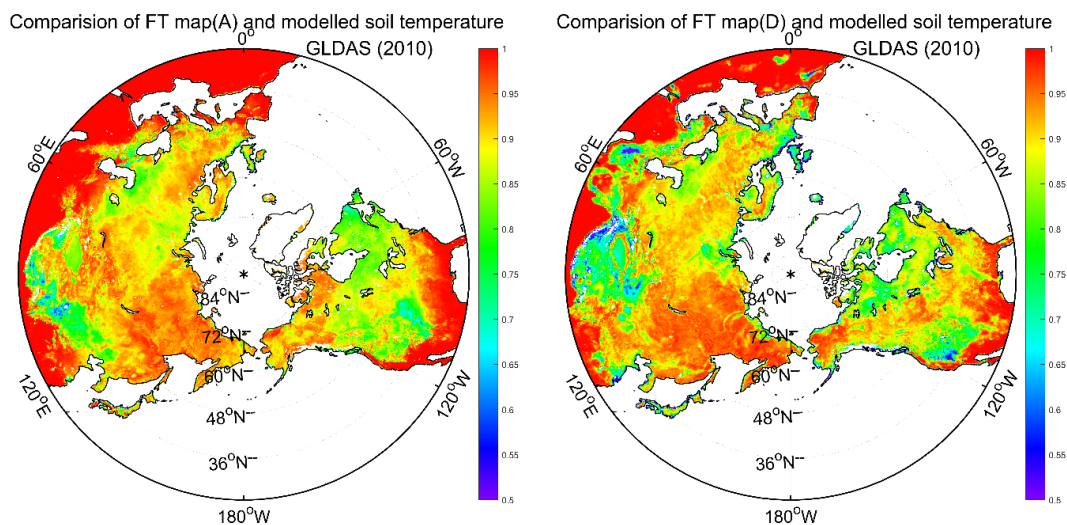 Comparision of FT map(A) and modelled soil temperature
0°
GLDAS (2010)
60°E
60°W
120°E
120°W
180°W
84°N
72°N
60°N
48°N
36°N
1
0.95
0.9
0.85
0.8
0.75
0.7
0.65
0.6
0.55
0.5
Comparision of FT map(D) and modelled soil temperature
0°
GLDAS (2010)
60°E
60°W
120°E
120°W
180°W
84°N
72°N
60°N
48°N
36°N
1
0.95
0.9
0.85
0.8
0.75
0.7
0.65
0.6
0.55
0.5